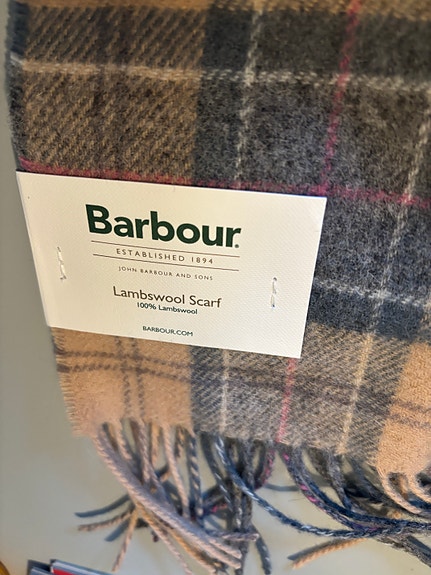 Barbour®
ESTABLISHED 1894
JOHN BARBOUR AND SONS
Lambswool Scarf
100% Lambswool
BARBOUR.COM